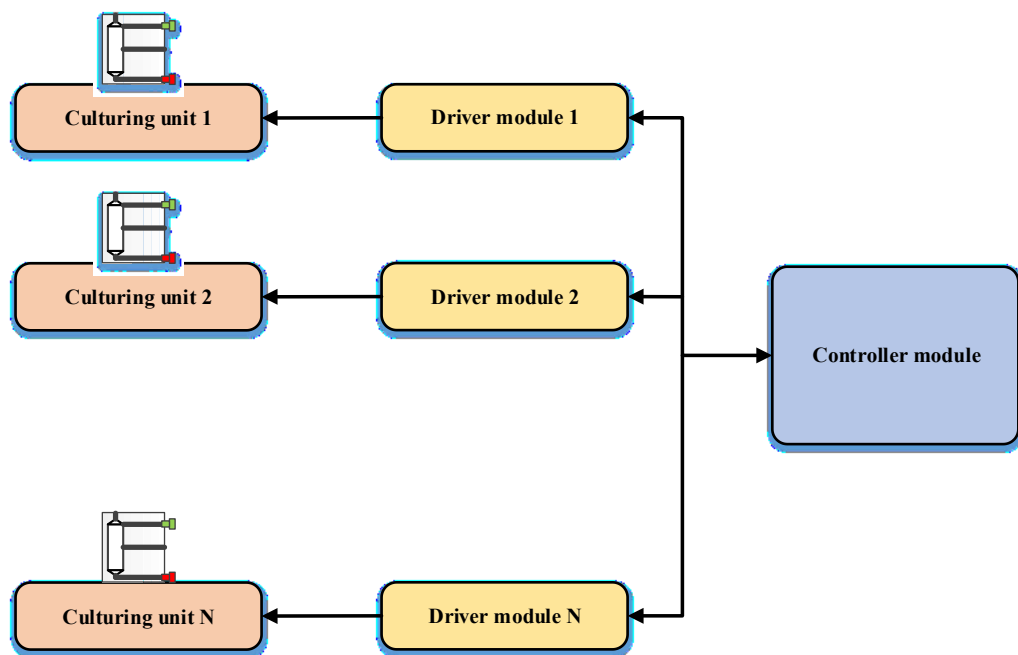 Culturing unit 1
Driver module 1
Culturing unit 2
Driver module 2
Controller module
Culturing unit N
Driver module N